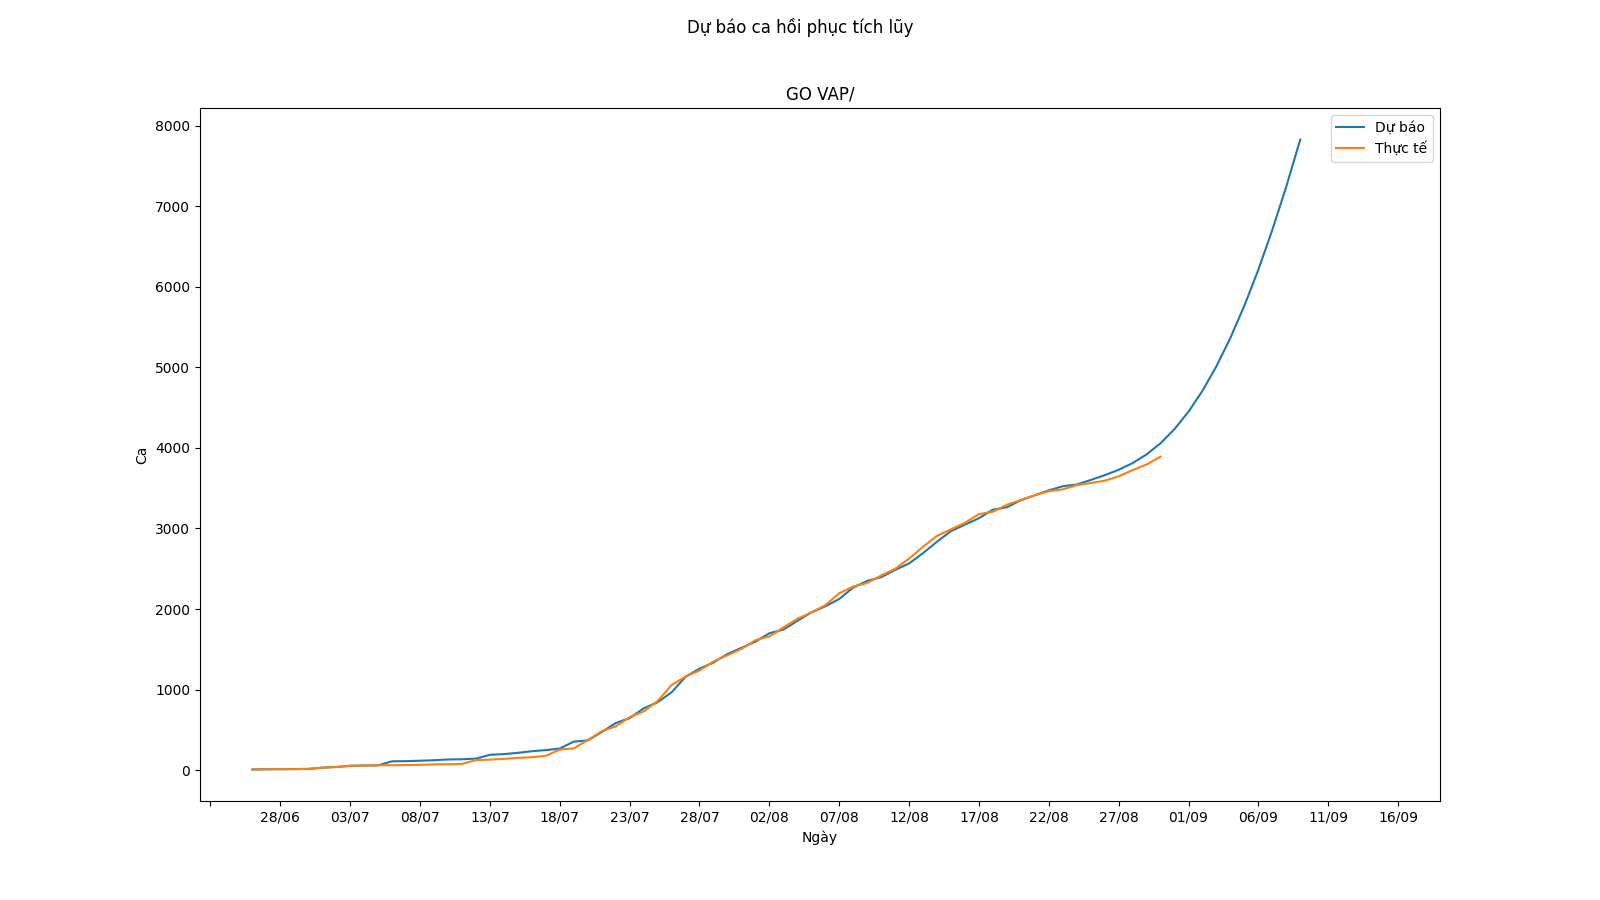 Dự báo ca hồi phục tích lũy
GO VAP/
Dự báo
Thực tế
8000
7000
6000
5000
4000
3000
2000
1000
0
Ca
28/06 03/07 08/07 13/07 18/07 23/07 28/07 02/08 07/08 12/08 17/08 22/08 27/08 01/09 06/09 11/09 16/09
Ngày